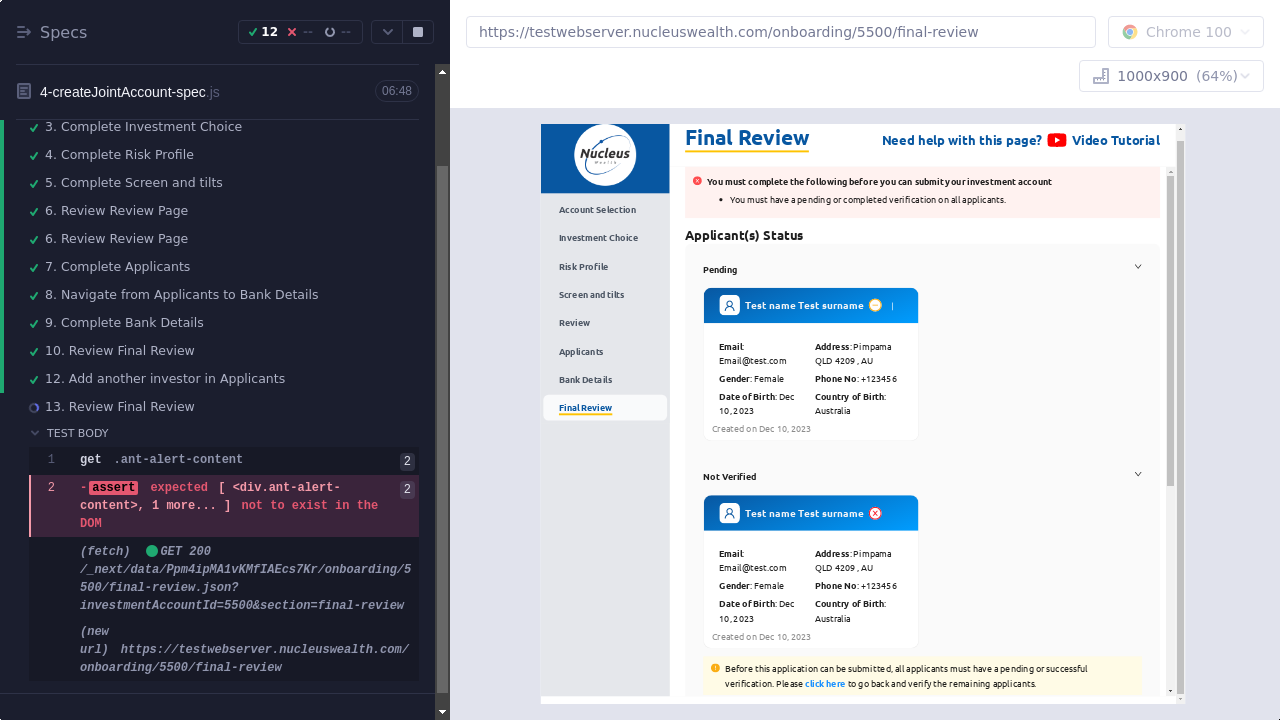 Specs
12
--
--
4-createJointAccount-spec.js
06:48
3. Complete Investment Choice
4. Complete Risk Profile
5. Complete Screen and tilts
6. Review Review Page
6. Review Review Page
7. Complete Applicants
8. Navigate from Applicants to Bank Details
9. Complete Bank Details
10. Review Final Review
12. Add another investor in Applicants
13. Review Final Review
TEST BODY
1 get .ant-alert-content 2
2 -assert expected [ <div.ant-alert- 2
content>, 1 more... ] not to exist in the
DOM
(fetch) GET 200
/_next/data/Ppm4ipMA1vKMfIAEcs7Kr/onboarding/5
500/final-review.json?
investmentAccountId=5500&section=final-review
(new
url) https://testwebserver.nucleuswealth.com/
onboarding/5500/final-review
https://testwebserver.nucleuswealth.com/onboarding/5500/final-review
Chrome 100
1000x900 (64%)
Nucleus
Wealth
Account Selection
Investment Choice
Risk Profile
Screen and tilts
Review
Applicants
Bank Details
Final Review
Final Review
Need help with this page? Video Tutorial
You must complete the following before you can submit your investment account
• You must have a pending or completed verification on all applicants.
Applicant(s) Status
Pending
Test name Test surname |
Email:
Email@test.com
Address: Pimpama
QLD 4209 , AU
Gender: Female
Phone No: +123456
Date of Birth: Dec
10, 2023
Country of Birth:
Australia
Created on Dec 10, 2023
Not Verified
Test name Test surname
Email:
Email@test.com
Address: Pimpama
QLD 4209 , AU
Gender: Female
Phone No: +123456
Date of Birth: Dec
10, 2023
Country of Birth:
Australia
Created on Dec 10, 2023
Before this application can be submitted, all applicants must have a pending or successful
verification. Please click here to go back and verify the remaining applicants.